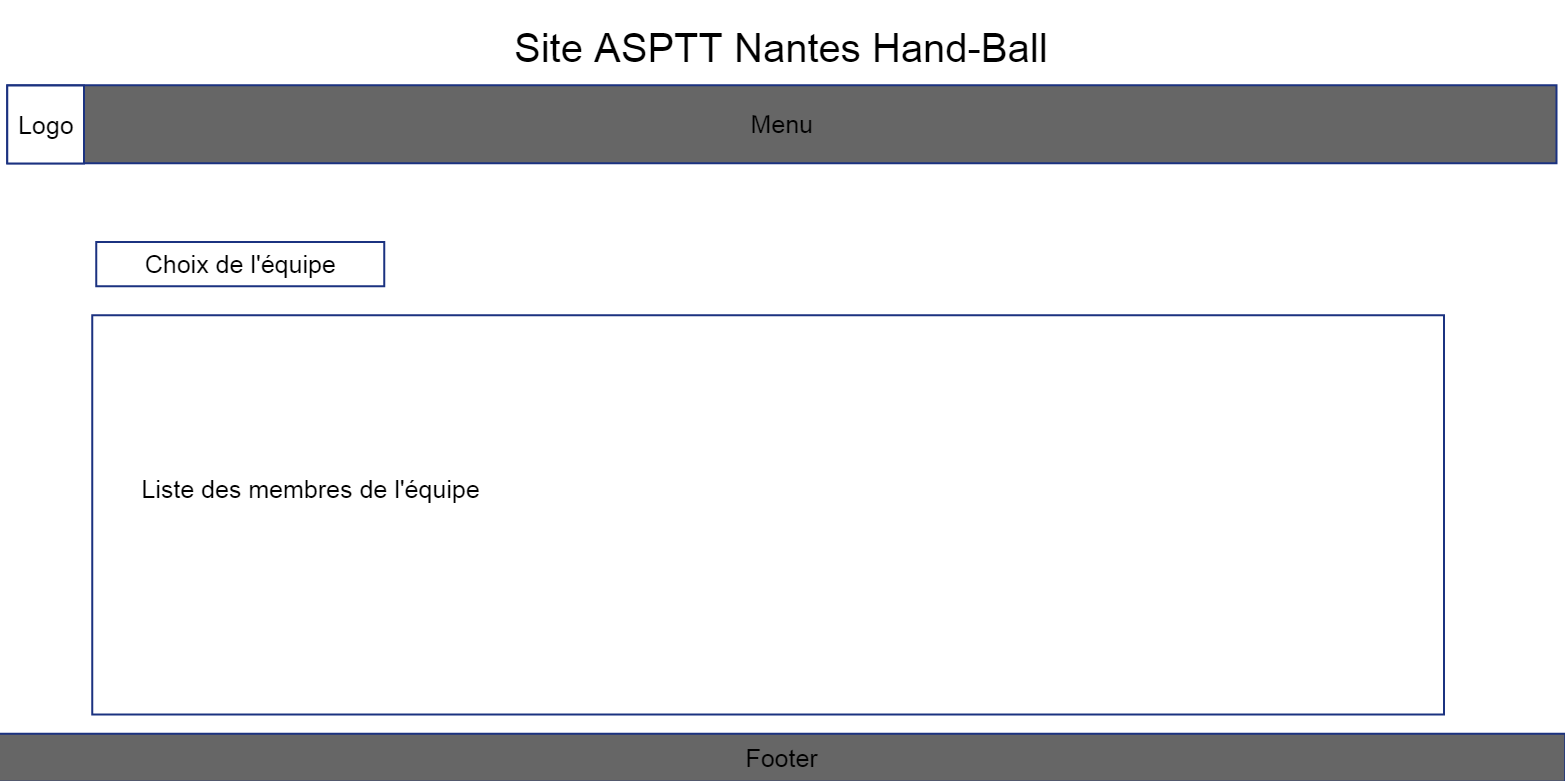 Site ASPTT Nantes Hand-Ball
Logo
Menu
Choix de l'équipe
Liste des membres de l'équipe
Footer